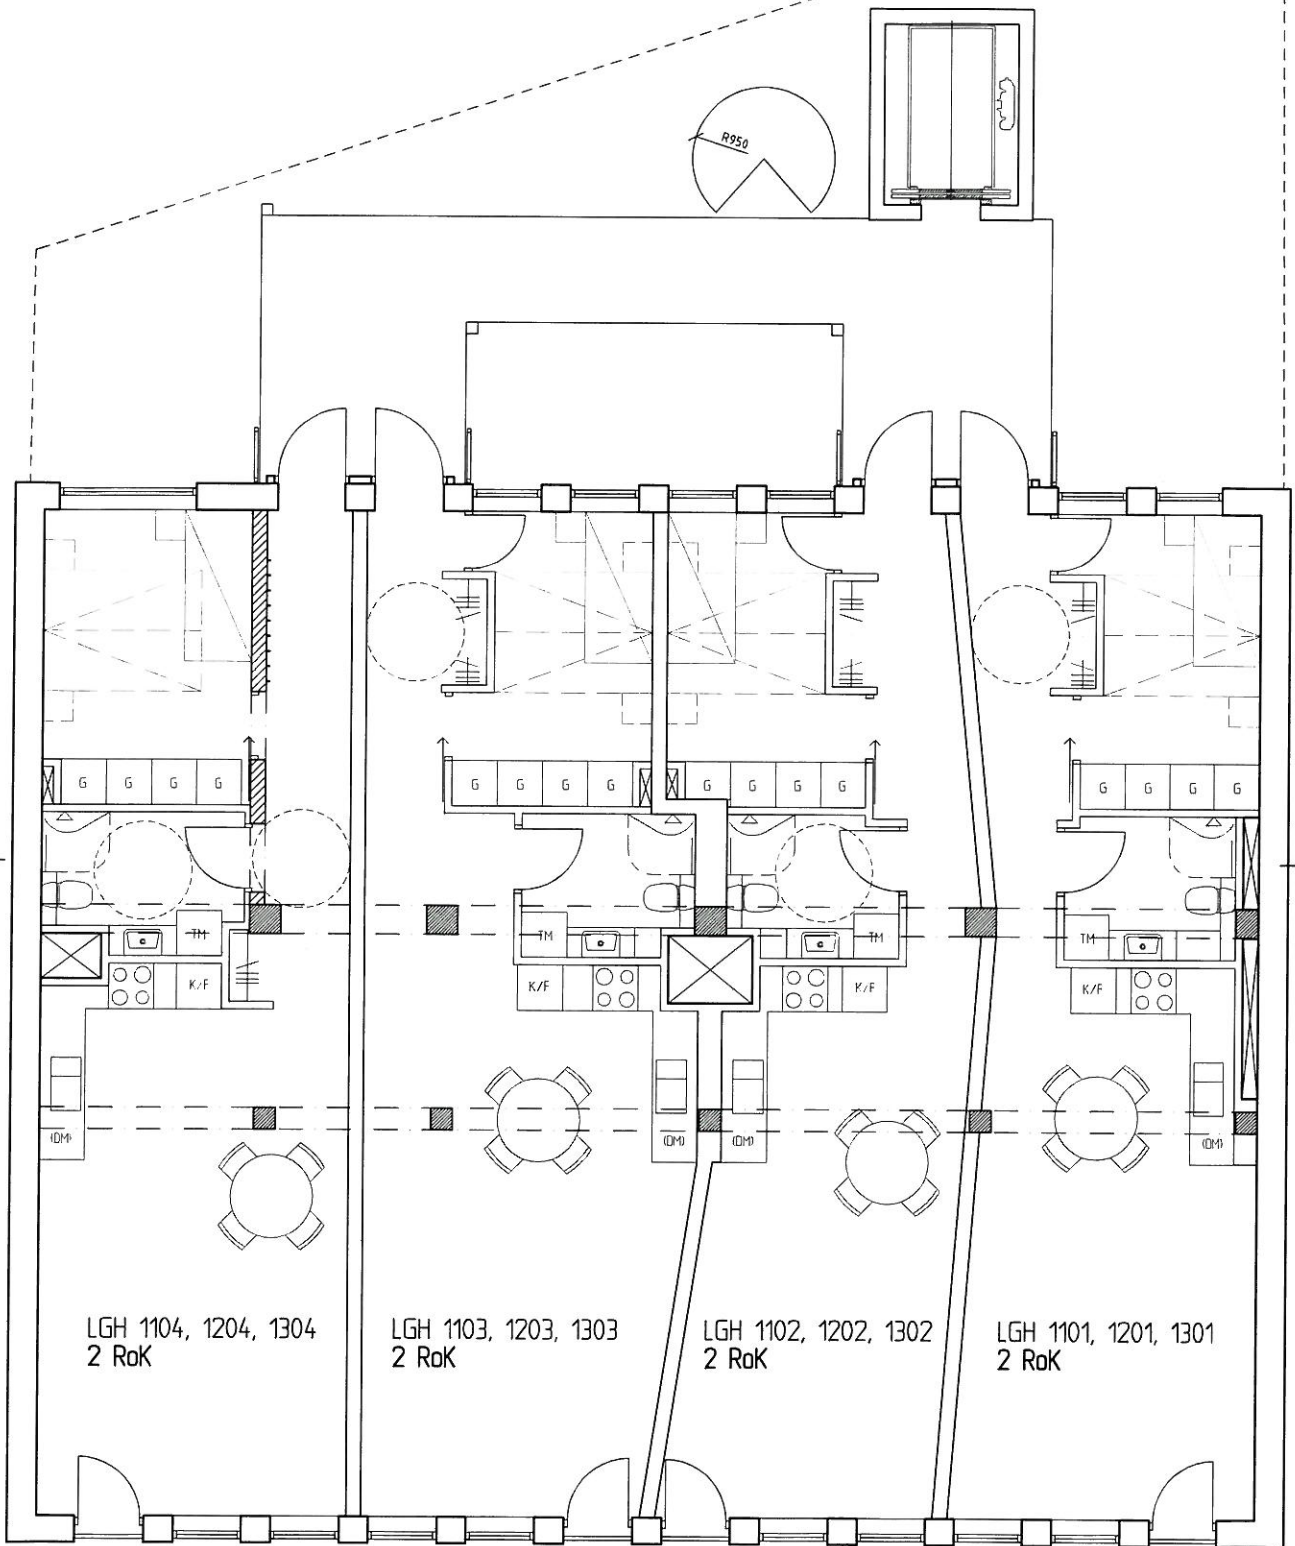 R950
G G G G
G G G G
G G G G
G G G G
TM
TM
TM
TM
K/F
K/F
K/F
K/F
(DM)
(DM)
(DM)
(DM)
LGH 1104, 1204, 1304
2 RoK
LGH 1103, 1203, 1303
2 RoK
LGH 1102, 1202, 1302
2 RoK
LGH 1101, 1201, 1301
2 RoK